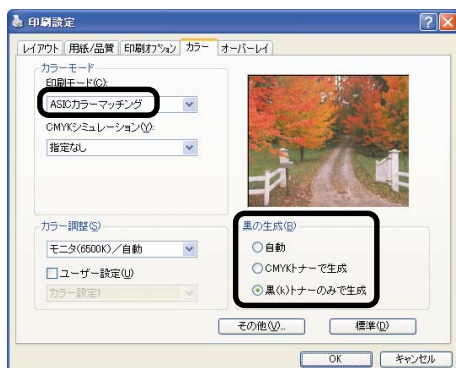 印刷設定
レイアウト 用紙/品質 印刷オプション カラー オーバーレイ
カラーモード
印刷モード(C):
ASICカラーマッチング
CMYKシミュレーション(Y):
指定なし
カラー調整(S)
モニタ(6500K)/自動
ユーザー設定(U)
カラー設定1
黒の生成(B)
自動
CMYKトナーで生成
黒(k)トナーのみで生成
その他(V)...
標準(D)
OK
キャンセル